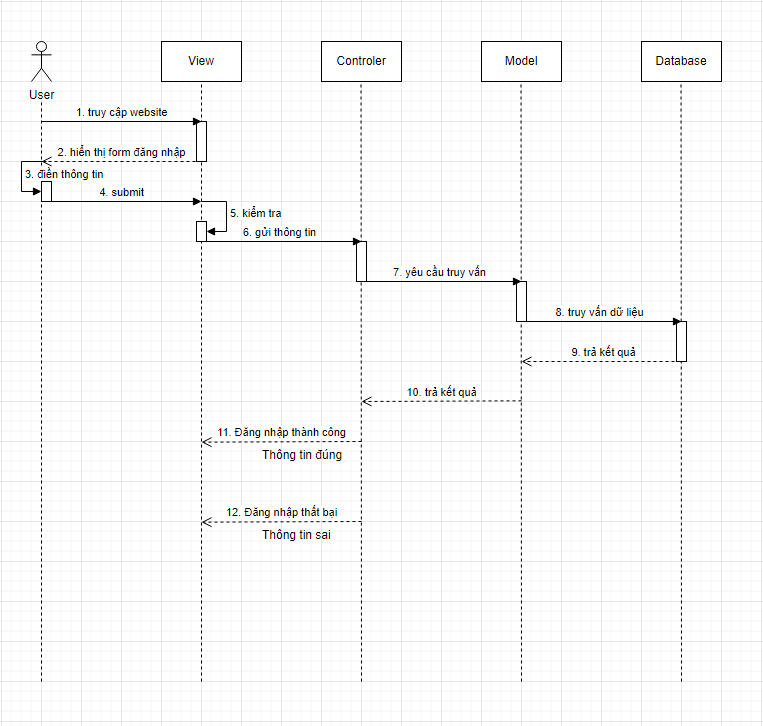 View
Controler
Model
Database
User
1. truy cập website
2. hiển thị form đăng nhập
3. điền thông tin
4. submit
5. kiểm tra
6. gửi thông tin
7. yêu cầu truy vấn
8. truy vấn dữ liệu
9. trả kết quả
10. trả kết quả
11. Đăng nhập thành công
Thông tin đúng
12. Đăng nhập thất bại
Thông tin sai